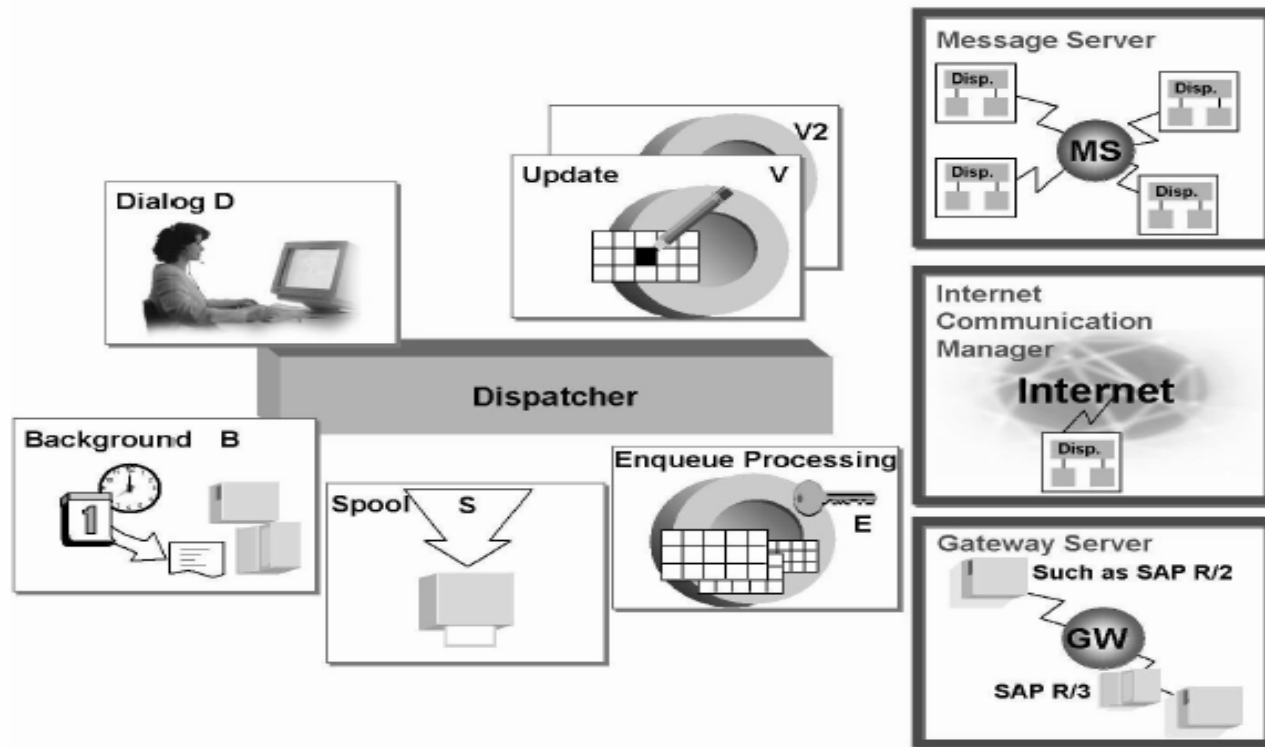 Dialog D
V2
Update V
Dispatcher
Background B
1
Spool S
Enqueue Processing
E
Message Server
Disp.
Disp.
MS
Disp.
Disp.
Internet
Communication
Manager
Internet
Disp.
Gateway Server
Such as SAP R/2
GW
SAP R/3